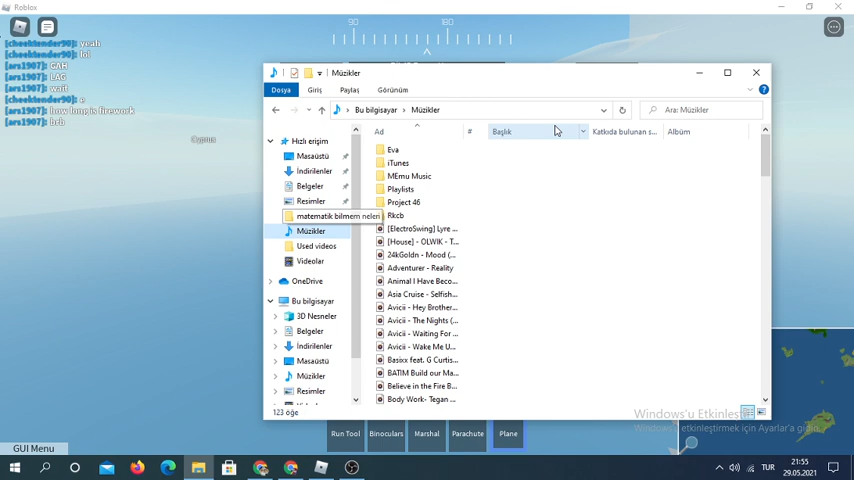 Roblox
90 180
[cheektender90]: yeah
[cheektender90]: lol
[ars1907]: GAH
[ars1907]: LAG
[ars1907]: wait
[cheektender90]: e
[ars1907]: how long is firework
[ars1907]: brb
Cyprus
Müzikler
Dosya Giriş Paylaş Görünüm
Bu bilgisayar > Müzikler
Ara: Müzikler
Ad # Başlık Katkıda bulunan s... Albüm
Hızlı erişim
Masaüstü
İndirilenler
Belgeler
Resimler
matematik bilmem neleri
Müzikler
Used videos
Videolar
OneDrive
Bu bilgisayar
3D Nesneler
Belgeler
İndirilenler
Masaüstü
Müzikler
Resimler
Eva
iTunes
MEmu Music
Playlists
Project 46
Rkcb
[ElectroSwing] Lyre ...
[House] - OLWIK - T...
24kGoldn - Mood (...
Adventurer - Reality
Animal I Have Beco...
Asia Cruise - Selfish...
Avicii - Hey Brother...
Avicii - The Nights (...
Avicii - Waiting For ...
Avicii - Wake Me U...
Basixx feat. G Curtis...
BATIM Build our Ma...
Believe in the Fire B...
Body Work- Tegan ...
123 öğe
Windows'u Etkinleştir
Windows'u etkinleştirmek için Ayarlar'a gidin.
Run Tool Binoculars Marshal Parachute Plane
GUI Menu
TUR
21:55
29.05.2021